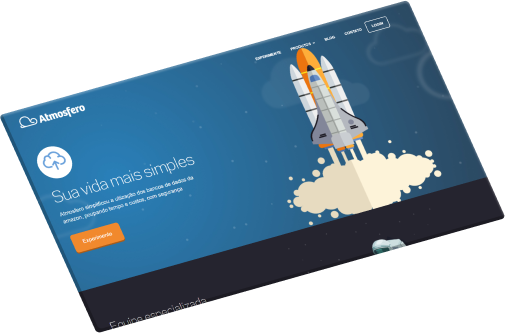 EXPERIMENTE PRODUTOS BLOG CONTATO LOGIN
Atmosfero
Sua vida mais simples
Atmosfero simplificou a utilização dos bancos de dados da
amazon, poupando tempo e custos, com segurança
Experimente
Equipe especializada